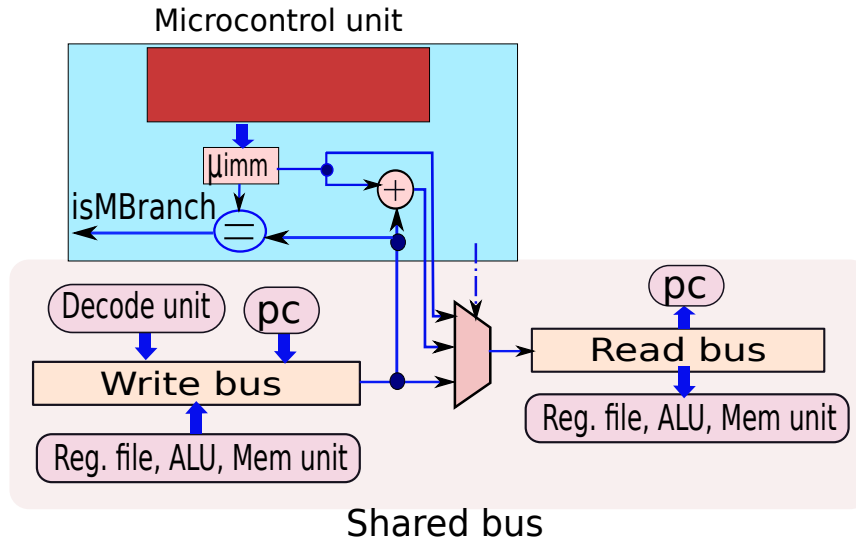 Microcontrol unit
µimm
+
isMBranch
=
Decode unit
pc
pc
Write bus
Read bus
Reg. file, ALU, Mem unit
Reg. file, ALU, Mem unit
Shared bus